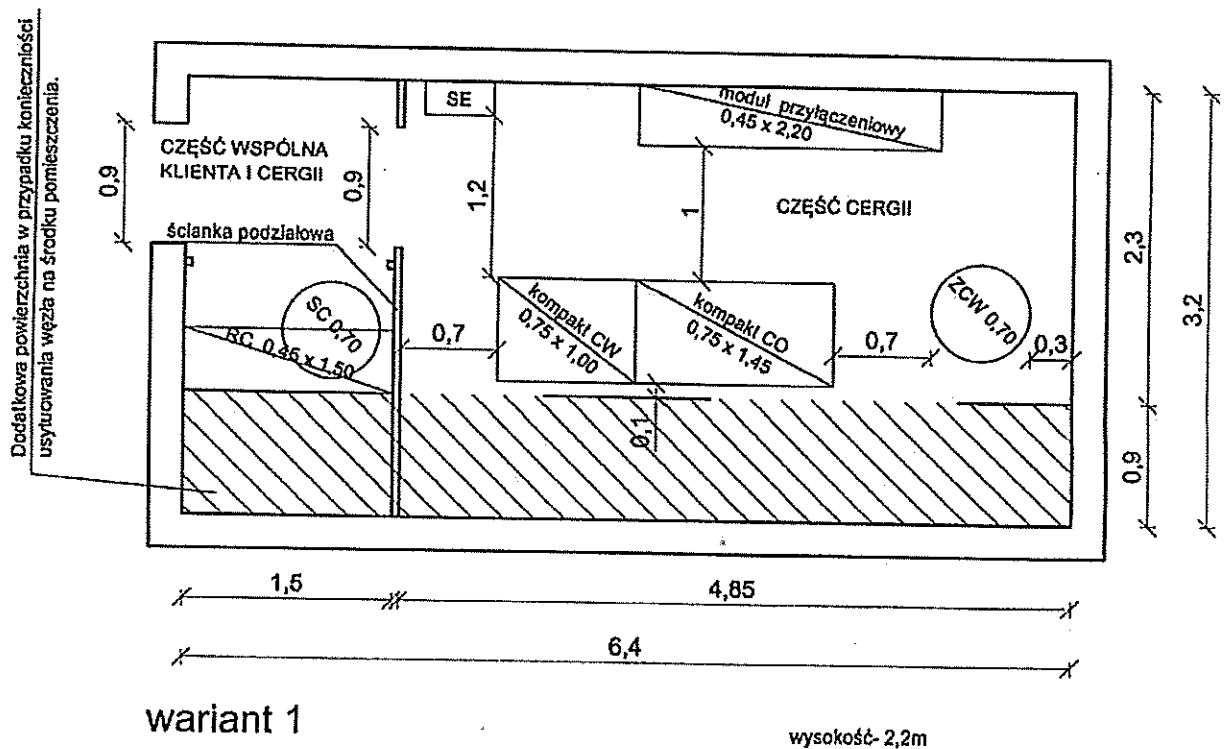 Dodatkowa powierzchnia w przypadku konieczności
usytuowania węzła na środku pomieszczenia.
SE
moduł przyłączeniowy
0,45 x 2,20
CZĘŚĆ WSPÓLNA
KLIENTA I CERGII
0,9
0,9
1,2
1
CZĘŚĆ CERGII
2,3
3,2
ścianka podziałowa
SC 0.70
RC. 0,45 x 1,50
0,7
kompakt CW
0,75 x 1,00
kompakt CO
0,75 x 1,45
0,7
ZCW 0,70
0,3
0,1
0,9
1,5
4,85
6,4
wariant 1
wysokość- 2,2m